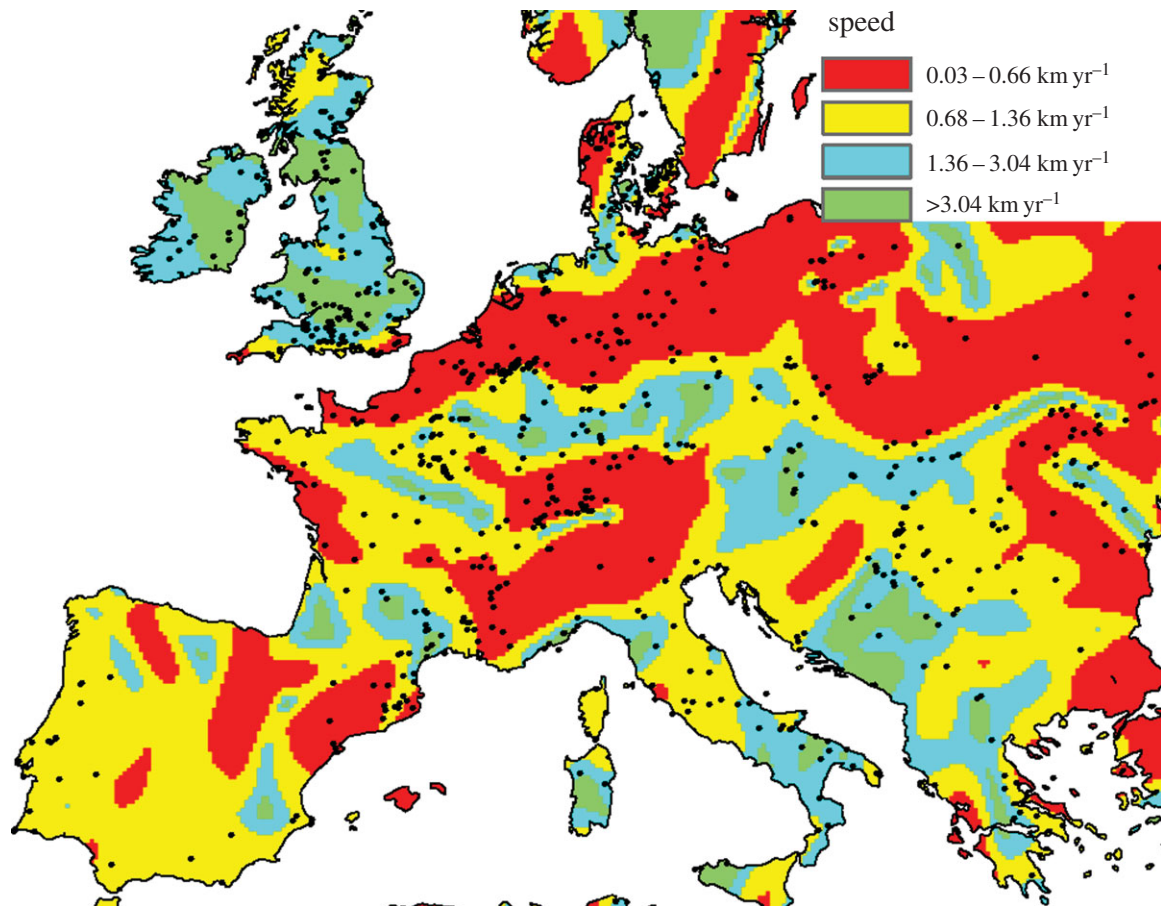 speed
0.03 – 0.66 km yr⁻¹
0.68 – 1.36 km yr⁻¹
1.36 – 3.04 km yr⁻¹
>3.04 km yr⁻¹